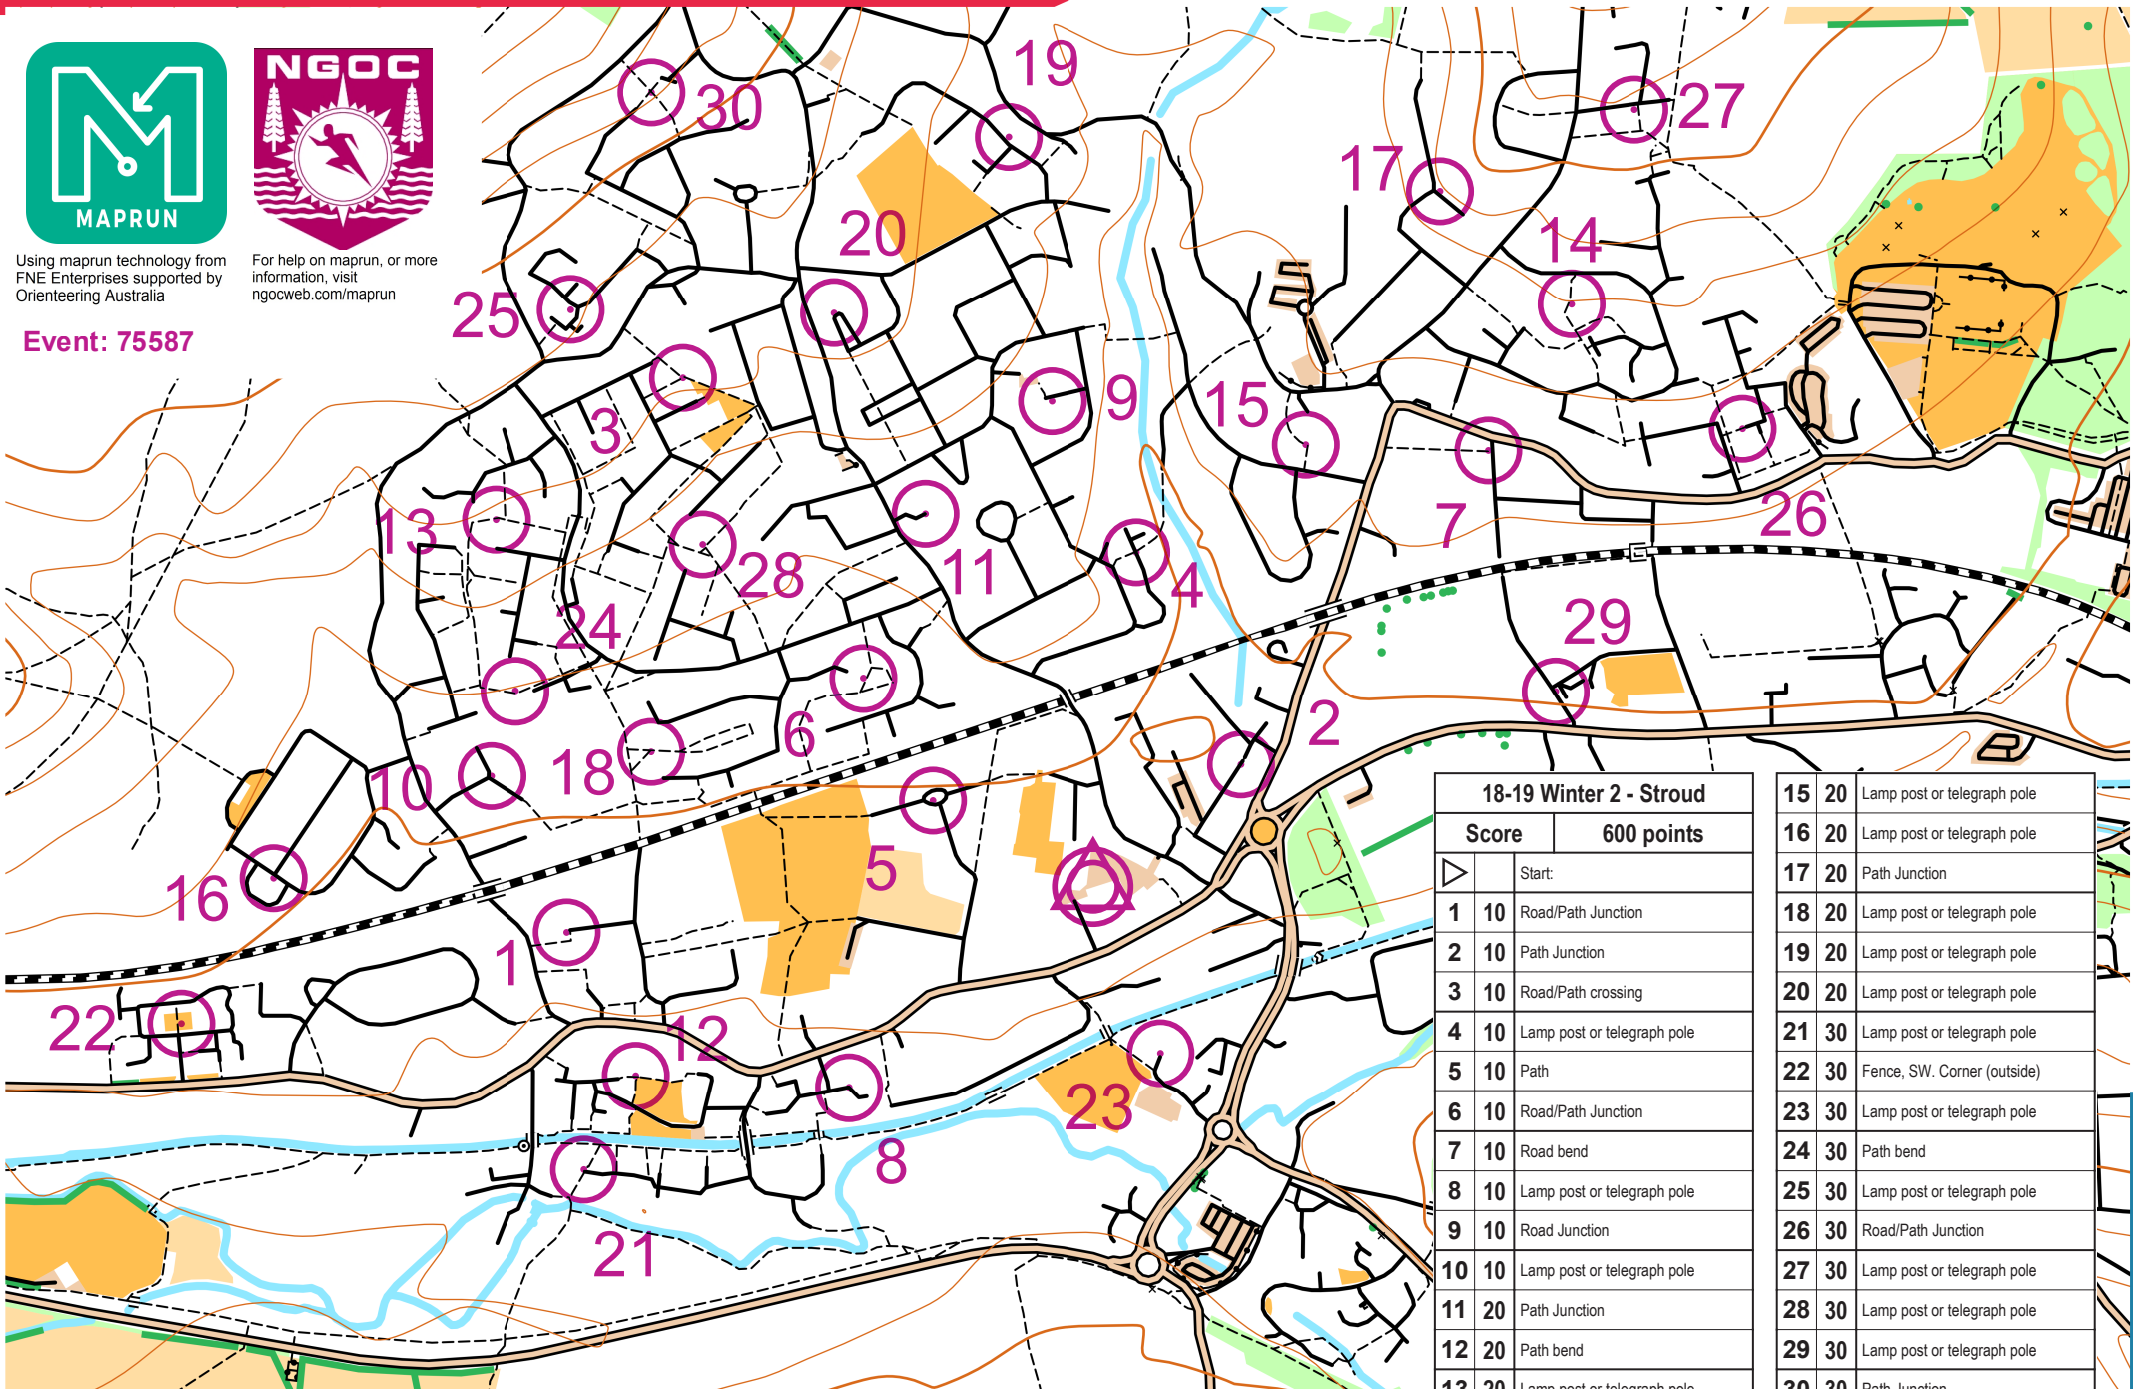 MAPRUN
NGOC
Using maprun technology from
FNE Enterprises supported by
Orienteering Australia
For help on maprun, or more
information, visit
ngocweb.com/maprun
Event: 75587
19
30
27
17
20
14
25
9
15
3
13
7
26
28
11
4
24
29
6
2
10
18
5
16
1
22
12
23
8
21
18-19 Winter 2 - Stroud
Score 600 points
Start:
1 10 Road/Path Junction
2 10 Path Junction
3 10 Road/Path crossing
4 10 Lamp post or telegraph pole
5 10 Path
6 10 Road/Path Junction
7 10 Road bend
8 10 Lamp post or telegraph pole
9 10 Road Junction
10 10 Lamp post or telegraph pole
11 20 Path Junction
12 20 Path bend
13 20 Lamp post or telegraph pole
15 20 Lamp post or telegraph pole
16 20 Lamp post or telegraph pole
17 20 Path Junction
18 20 Lamp post or telegraph pole
19 20 Lamp post or telegraph pole
20 20 Lamp post or telegraph pole
21 30 Lamp post or telegraph pole
22 30 Fence, SW. Corner (outside)
23 30 Lamp post or telegraph pole
24 30 Path bend
25 30 Lamp post or telegraph pole
26 30 Road/Path Junction
27 30 Lamp post or telegraph pole
28 30 Lamp post or telegraph pole
29 30 Lamp post or telegraph pole
30 30 Path Junction